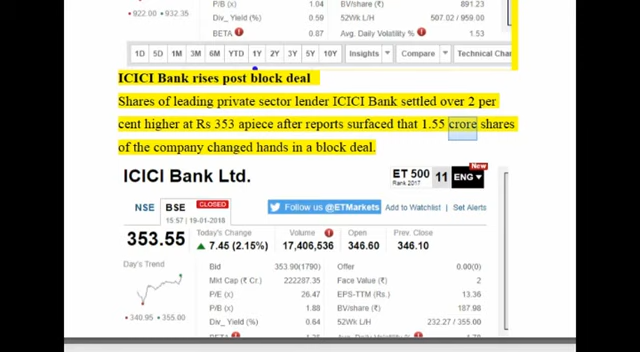 P/B (x) 1.04 BV/share (₹) 891.23
922.00 932.35 Div_ Yield (%) 0.59 52Wk L/H 507.02 / 959.00
BETA 0.87 Avg. Daily Volatility % 1.53
1D 5D 1M 3M 6M YTD 1Y 3Y 5Y 10Y Insights Compare Technical Char
ICICI Bank rises post block deal
Shares of leading private sector lender ICICI Bank settled over 2 per
cent higher at Rs 353 apiece after reports surfaced that 1.55 crore shares
of the company changed hands in a block deal.
ICICI Bank Ltd. ET 500 Rank 2017 11 New ENG
NSE BSE CLOSED Follow us @ETMarkets Add to Watchlist | Set Alerts
15:57 | 19-01-2018
353.55 Today's Change Volume Open Prev. Close
7.45 (2.15%) 17,406,536 346.60 346.10
Day's Trend Bid 353.90(1790) Offer 0.00(0)
Mkt Cap (₹ Cr.) 222287.35 Face Value (₹) 2
P/E (x) 26.47 EPS-TTM (Rs.) 13.36
P/B (x) 1.88 BV/share (₹) 187.98
340.95 355.00 Div_ Yield (%) 0.64 52Wk L/H 232.27 / 355.00